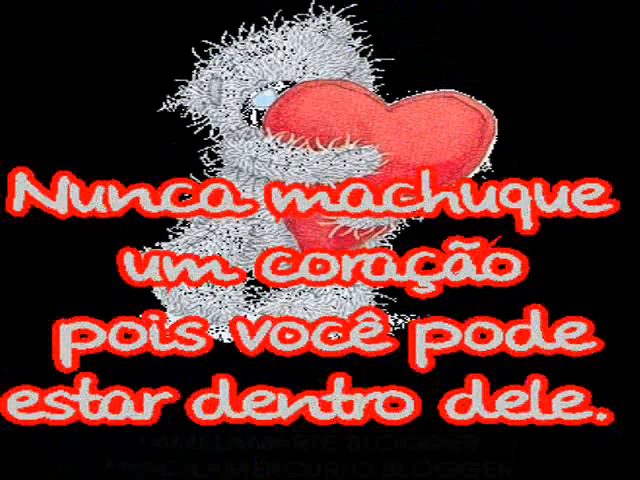 Nunca machuque
um coração
pois você pode
estar dentro dele.